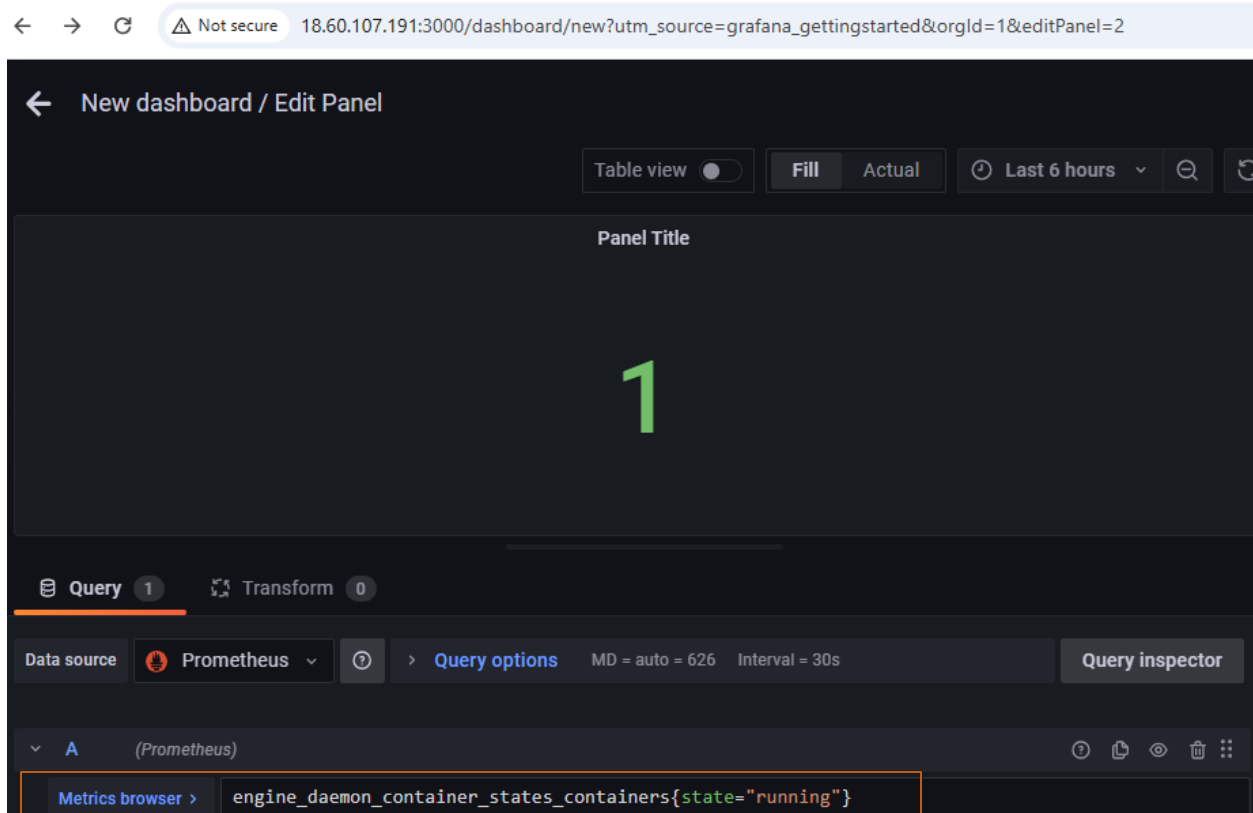 Not secure 18.60.107.191:3000/dashboard/new?utm_source=grafana_gettingstarted&orgId=1&editPanel=2
New dashboard / Edit Panel
Table view Fill Actual Last 6 hours
Panel Title
1
Query 1 Transform 0
Data source Prometheus Query options MD = auto = 626 Interval = 30s Query inspector
A (Prometheus)
Metrics browser > engine_daemon_container_states_containers{state="running"}